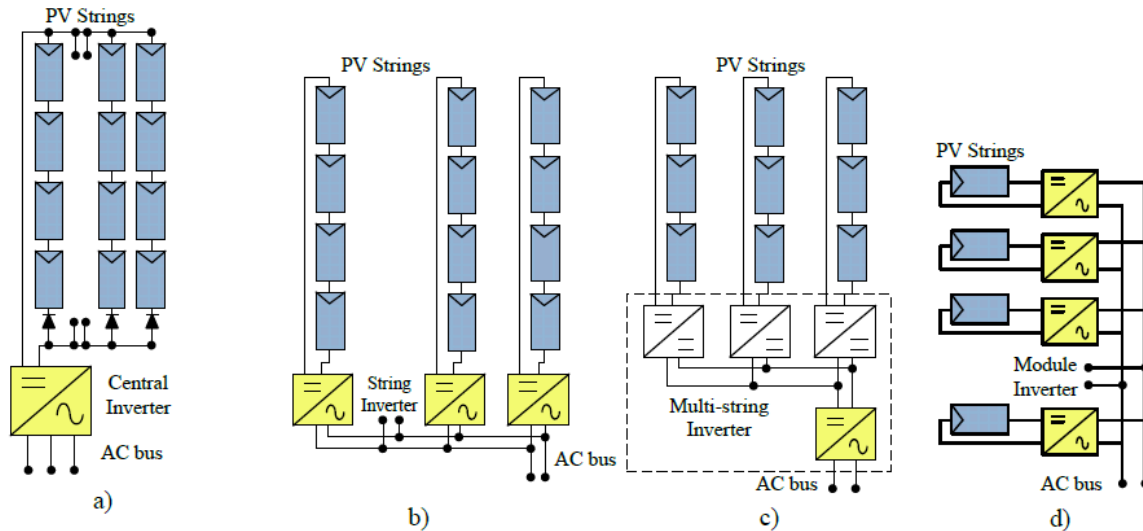 PV Strings
Central
Inverter
AC bus
a)
PV Strings
String
Inverter
AC bus
b)
PV Strings
Multi-string
Inverter
AC bus
c)
PV Strings
Module
Inverter
AC bus
d)